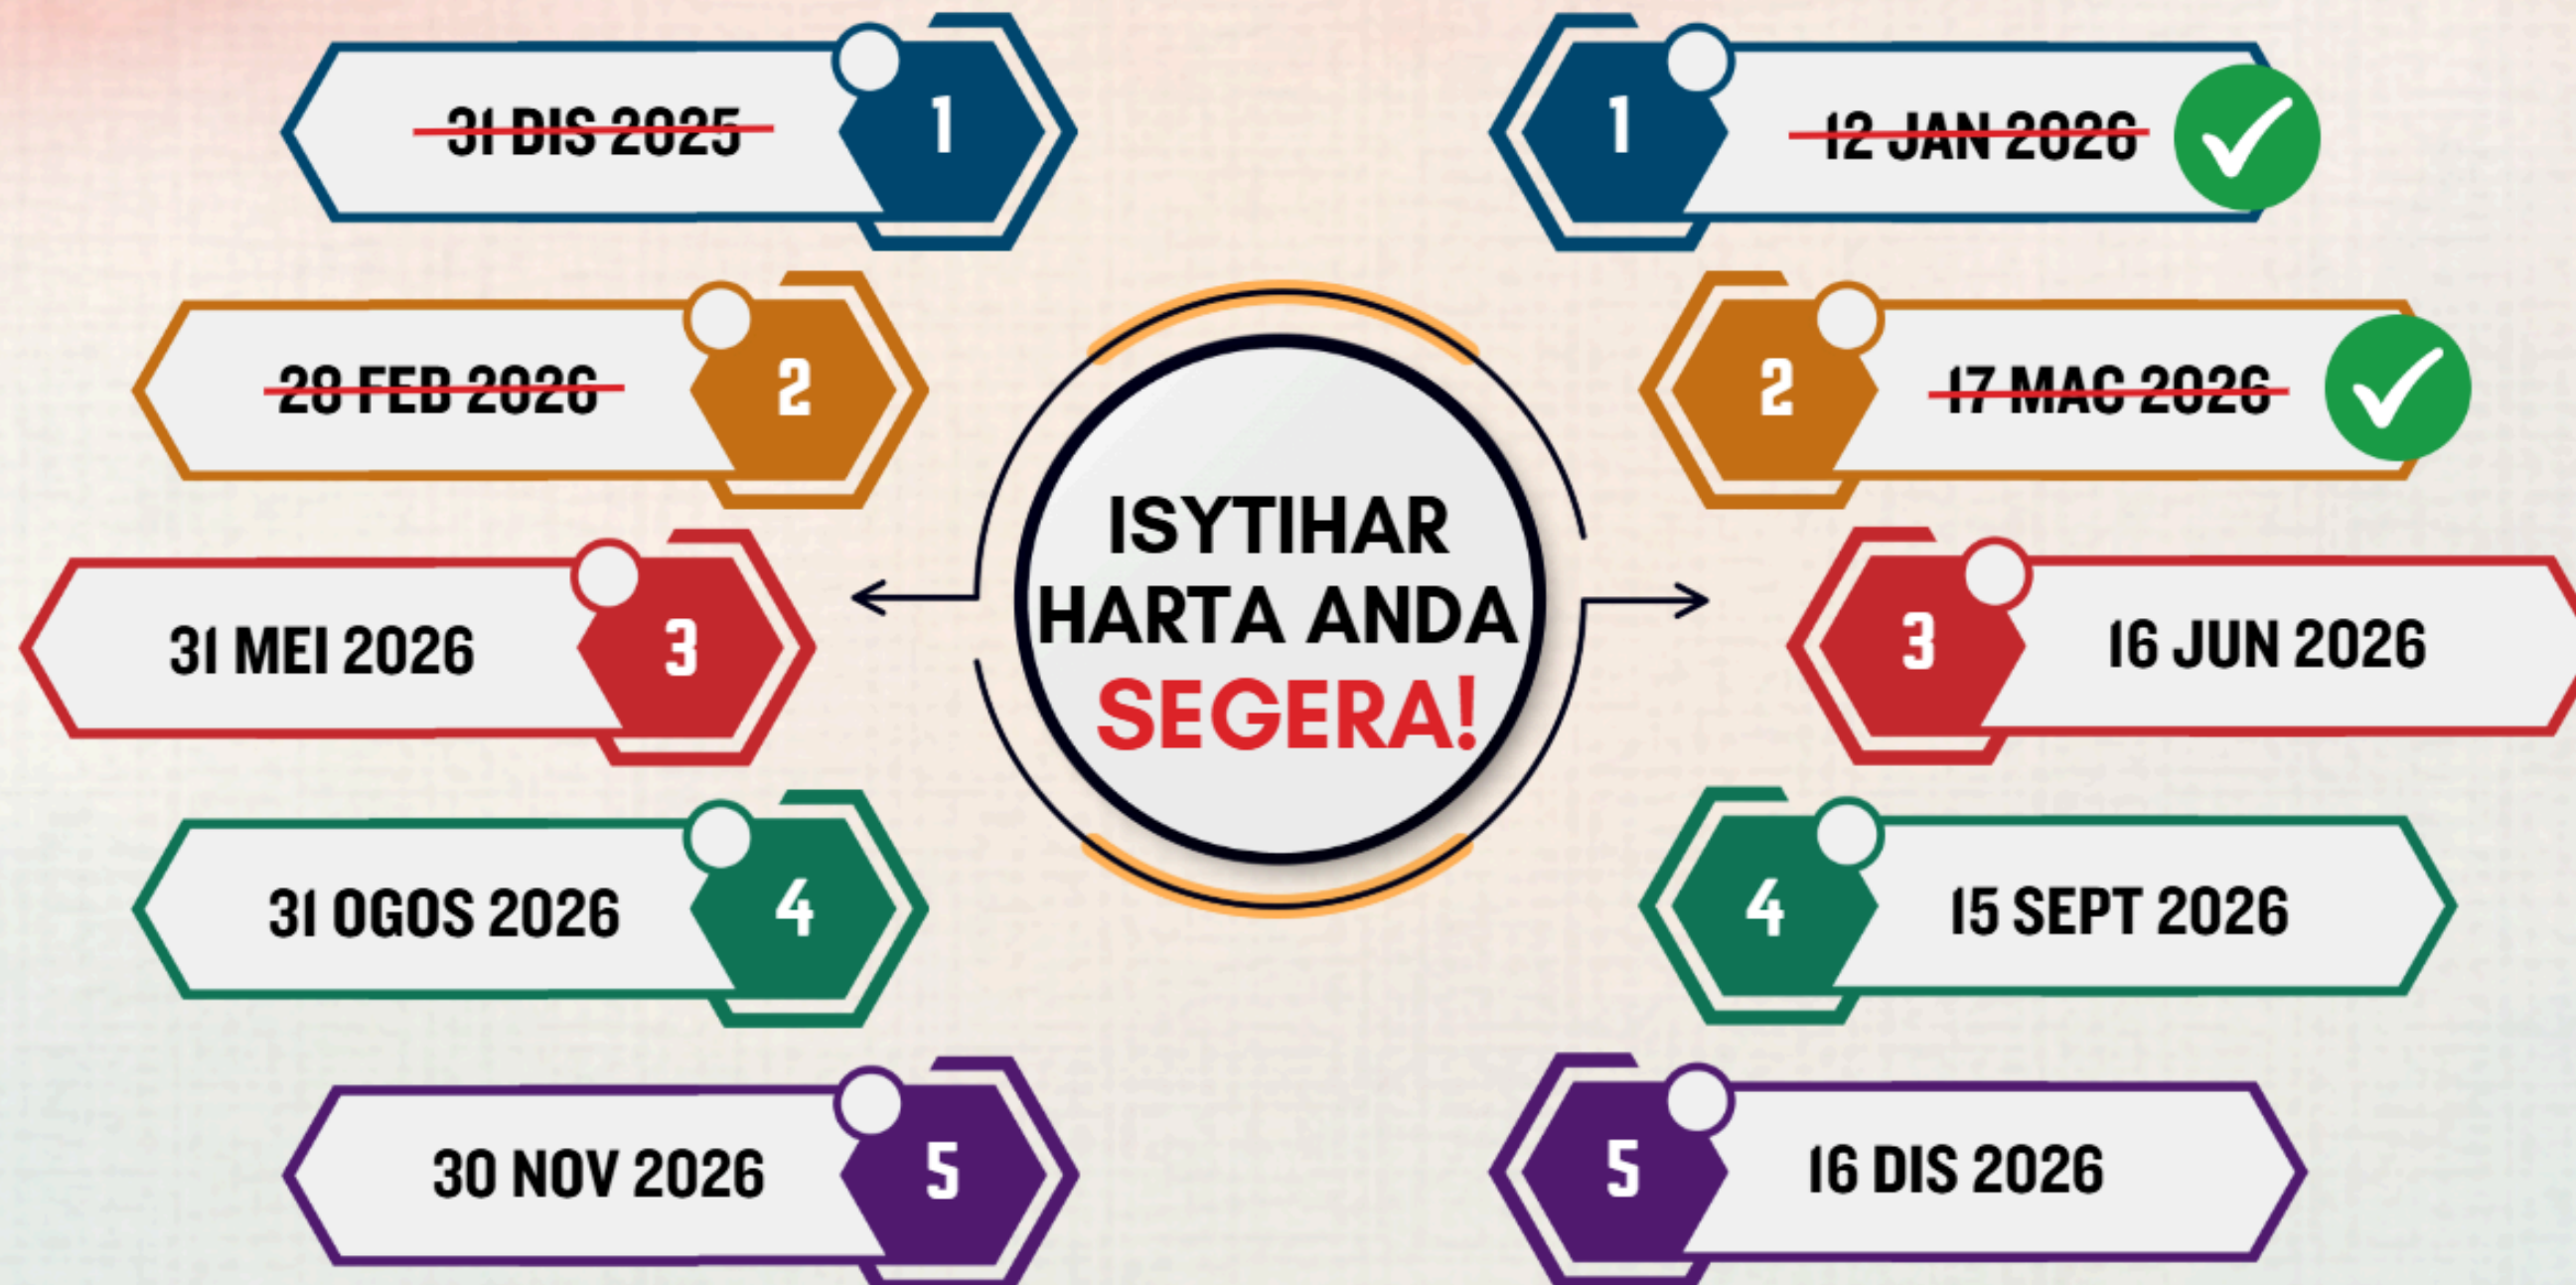 31 DIS 2025
1
28 FEB 2026
2
31 MEI 2026
3
31 OGOS 2026
4
30 NOV 2026
5
ISYTIHAR
HARTA ANDA
SEGERA!
1
12 JAN 2026
2
17 MAC 2026
3
16 JUN 2026
4
15 SEPT 2026
5
16 DIS 2026